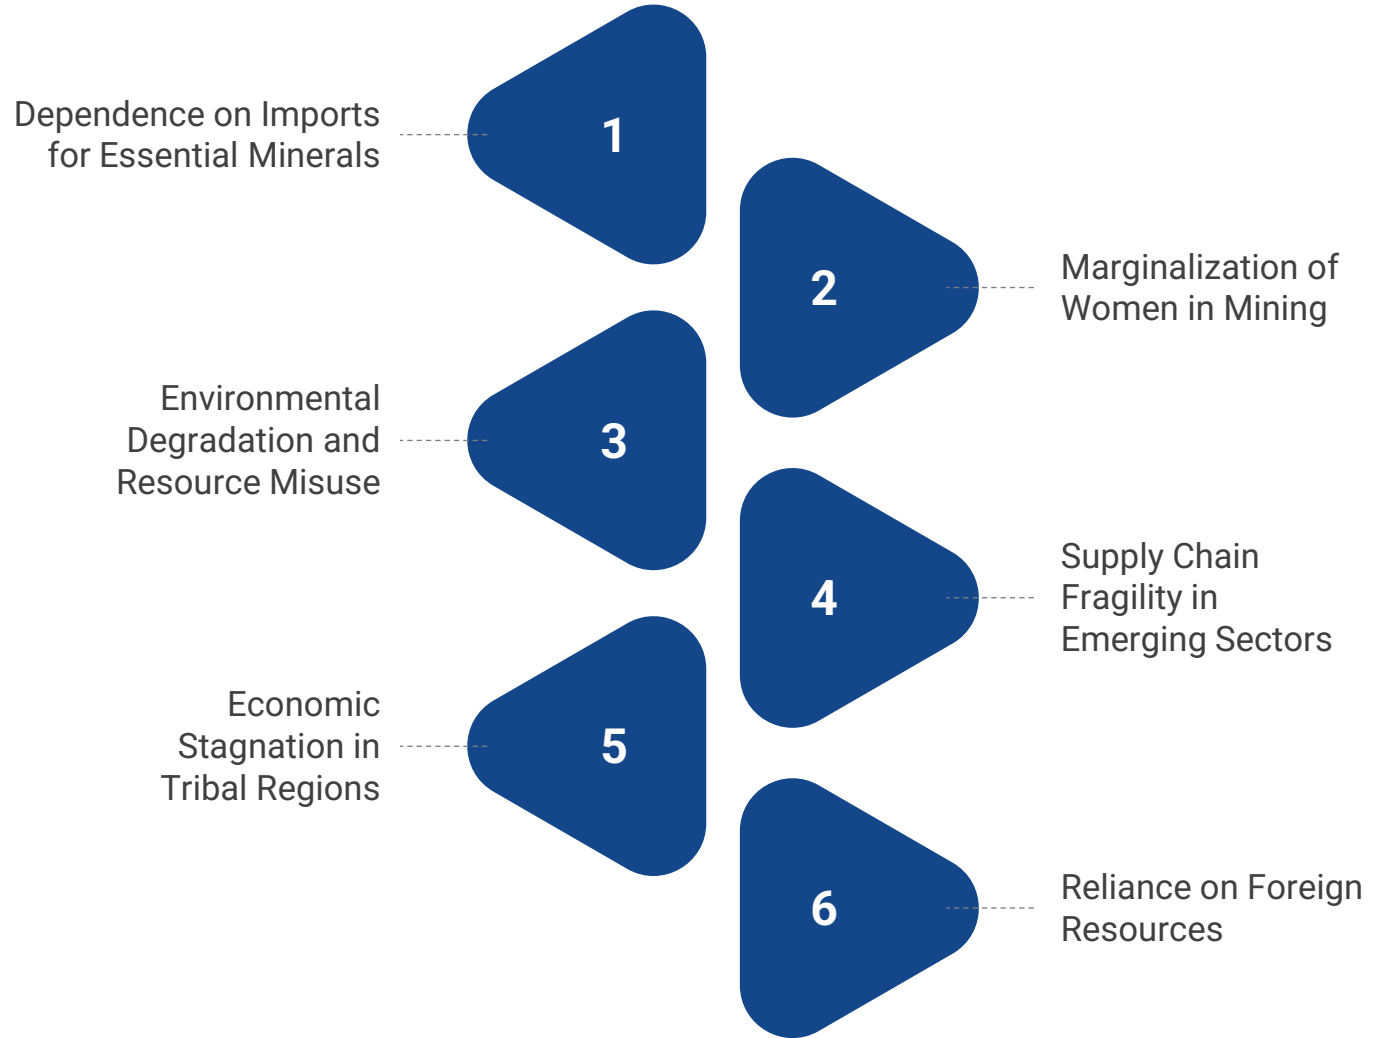 Dependence on Imports
for Essential Minerals
1
2
Marginalization of
Women in Mining
Environmental
Degradation and
Resource Misuse
3
4
Supply Chain
Fragility in
Emerging Sectors
Economic
Stagnation in
Tribal Regions
5
6
Reliance on Foreign
Resources